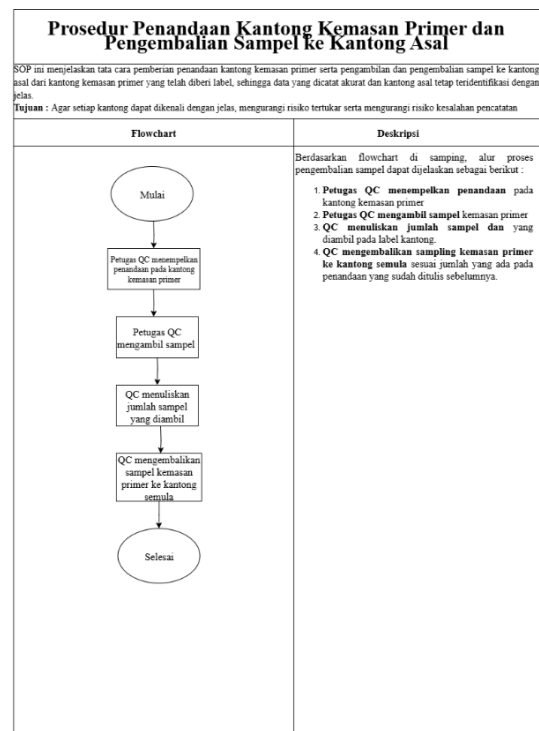 Prosedur Penandaan Kantong Kemasan Primer dan
Pengembalian Sampel ke Kantong Asal
SOP ini menjelaskan tata cara pemberian penandaan kantong kemasan primer serta pengambilan dan pengembalian sampel ke kantong
asal dari kantong kemasan primer yang telah diberi label, sehingga data yang dicatat akurat dan kantong asal tetap teridentifikasi dengan
jelas.
Tujuan : Agar setiap kantong dapat dikenali dengan jelas, mengurangi risiko tertukar serta mengurangi risiko kesalahan pencatatan
Flowchart
Mulai
Petugas QC menempelkan
penandaan pada kantong
kemasan primer
Petugas QC
mengambil sampel
QC menuliskan
jumlah sampel
yang diambil
QC mengembalikan
sampel kemasan
primer ke kantong
semula
Selesai
Deskripsi
Berdasarkan flowchart di samping, alur proses
pengembalian sampel dapat dijelaskan sebagai berikut :
1. Petugas QC menempelkan penandaan pada
kantong kemasan primer
2. Petugas QC mengambil sampel kemasan primer
3. QC menuliskan jumlah sampel dan yang
diambil pada label kantong.
4. QC mengembalikan sampling kemasan primer
ke kantong semula sesuai jumlah yang ada pada
penandaan yang sudah ditulis sebelumnya.